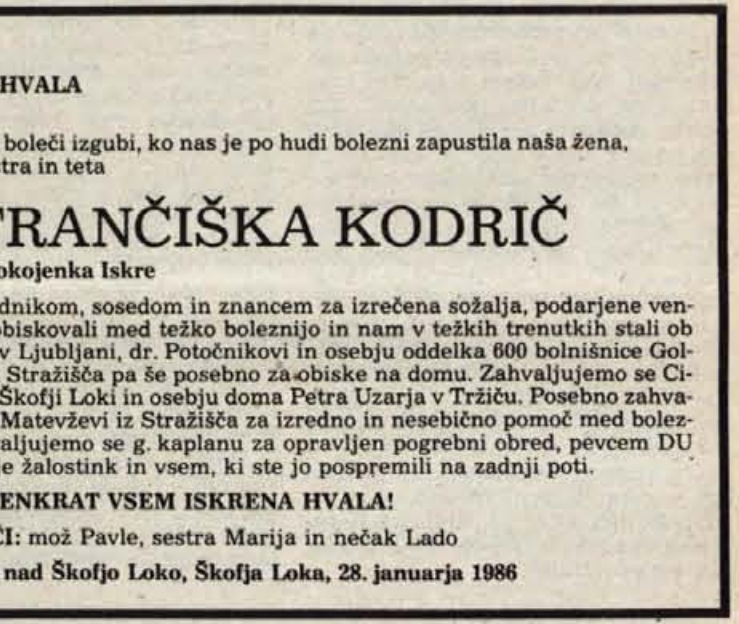 HVALA
boleči izgubi, ko nas je po hudi bolezni zapustila naša žena,
tra in teta
FRANČIŠKA KODRIČ
okojenka Iskre
dnikom, sosedom in znancem za izrečena sožalja, podarjene ven-
obiskovali med težko boleznijo in nam v težkih trenutkih stali ob
v Ljubljani, dr. Potočnikovi in osebju oddelka 600 bolnišnice Gol-
Stražišča pa še posebno za obiske na domu. Zahvaljujemo se Ci-
Škofji Loki in osebju doma Petra Uzarja v Tržiču. Posebno zahva-
Matevževi iz Stražišča za izredno in nesebično pomoč med bolez-
aljujemo se g. kaplanu za opravljen pogrebni obred, pevcem DU
e žalostink in vsem, ki ste jo pospremili na zadnji poti.
ENKRAT VSEM ISKRENA HVALA!
ČI: mož Pavle, sestra Marija in nečak Lado
nad Škofjo Loko, Škofja Loka, 28. januarja 1986